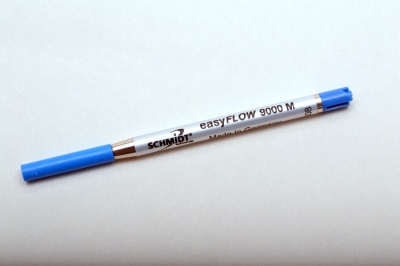 SCHMIDT
easyFLOW 9000 M
Made in Germany